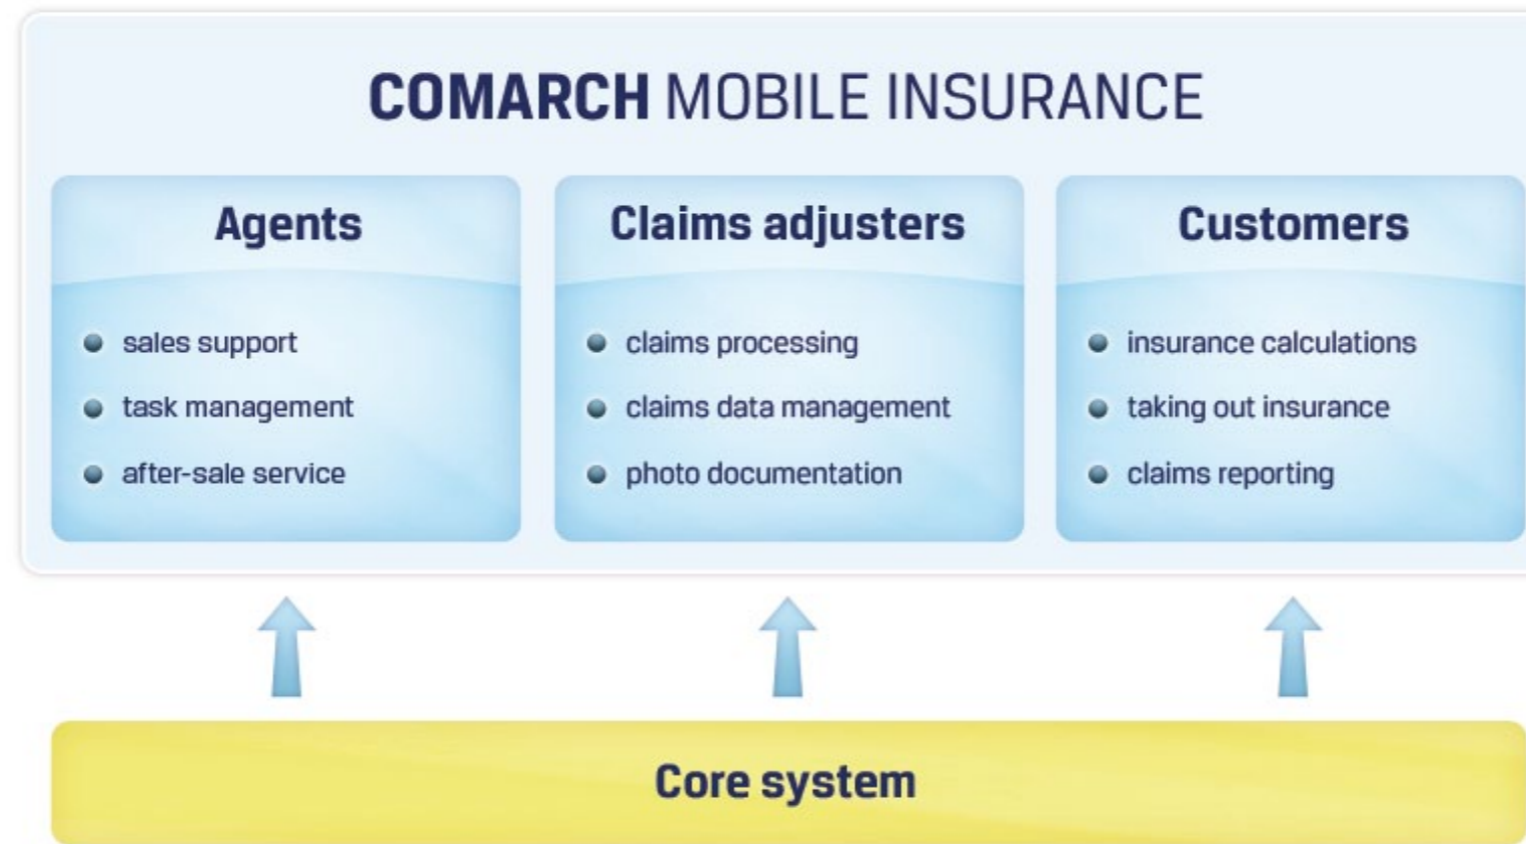 COMARCH MOBILE INSURANCE
Agents
sales support
task management
after-sale service
Claims adjusters
claims processing
claims data management
photo documentation
Customers
insurance calculations
taking out insurance
claims reporting
Core system